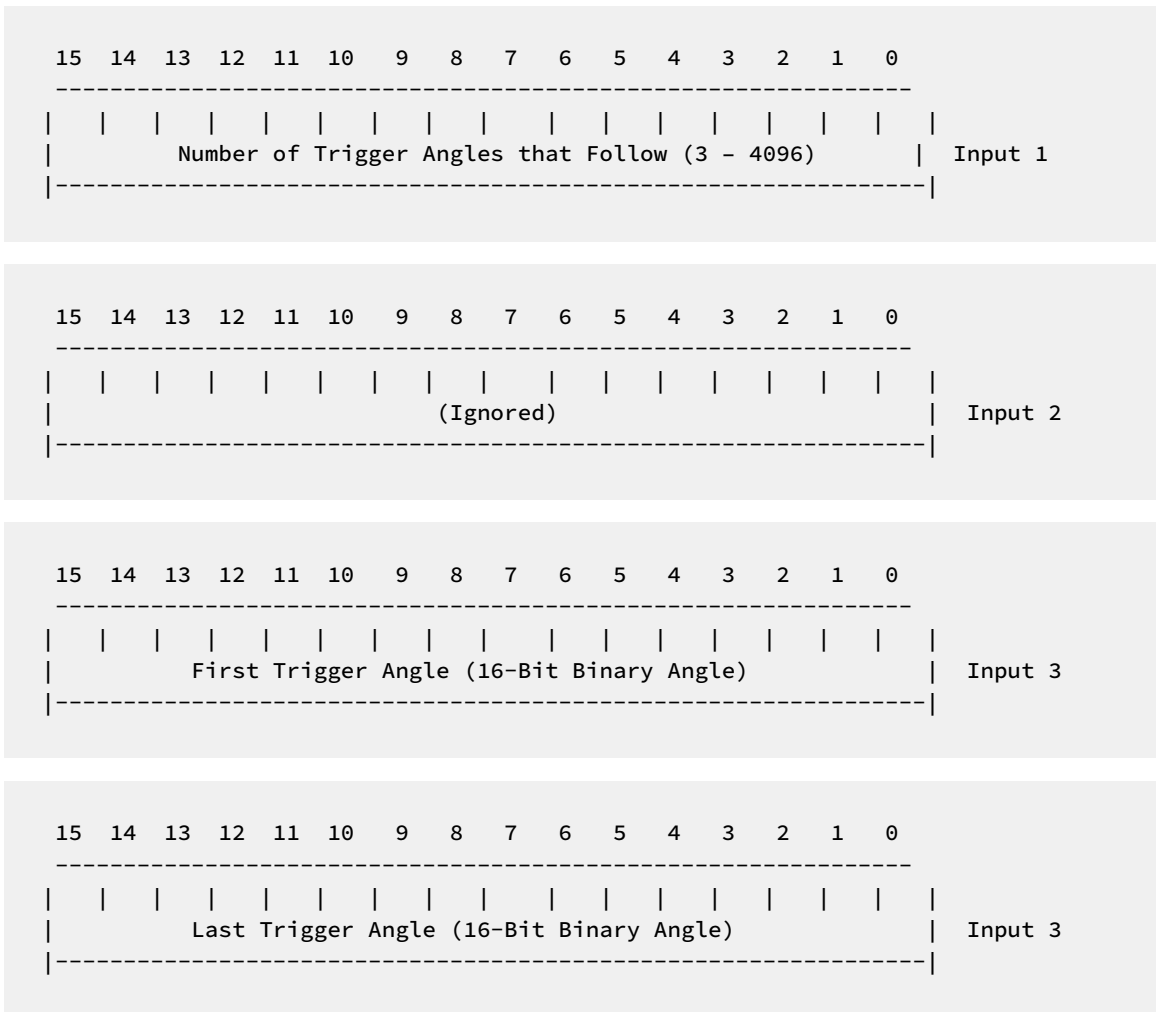 15 14 13 12 11 10 9 8 7 6 5 4 3 2 1 0
---------------------------------------------------------------
| | | | | | | | | | | | | | | | |
| Number of Trigger Angles that Follow (3 – 4096) | Input 1
|----------------------------------------------------------------|
15 14 13 12 11 10 9 8 7 6 5 4 3 2 1 0
---------------------------------------------------------------
| | | | | | | | | | | | | | | | |
| (Ignored) | Input 2
|----------------------------------------------------------------|
15 14 13 12 11 10 9 8 7 6 5 4 3 2 1 0
---------------------------------------------------------------
| | | | | | | | | | | | | | | | |
| First Trigger Angle (16-Bit Binary Angle) | Input 3
|----------------------------------------------------------------|
15 14 13 12 11 10 9 8 7 6 5 4 3 2 1 0
---------------------------------------------------------------
| | | | | | | | | | | | | | | | |
| Last Trigger Angle (16-Bit Binary Angle) | Input 3
|----------------------------------------------------------------|